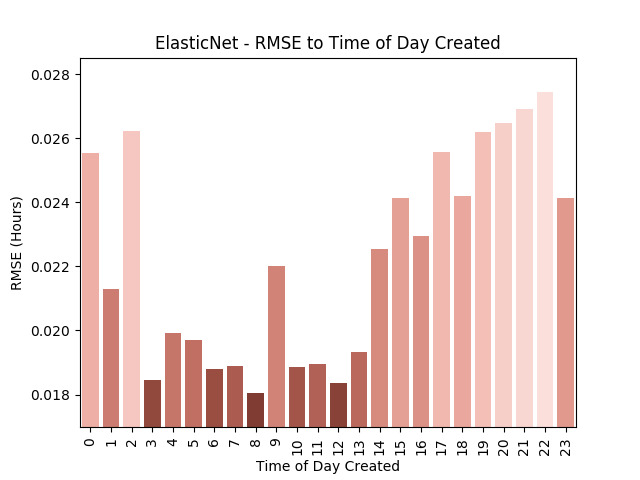 ElasticNet - RMSE to Time of Day Created
0.028
0.026
0.024
0.022
0.020
0.018
RMSE (Hours)
0 1 2 3 4 5 6 7 8 9 10 11 12 13 14 15 16 17 18 19 20 21 22 23
Time of Day Created